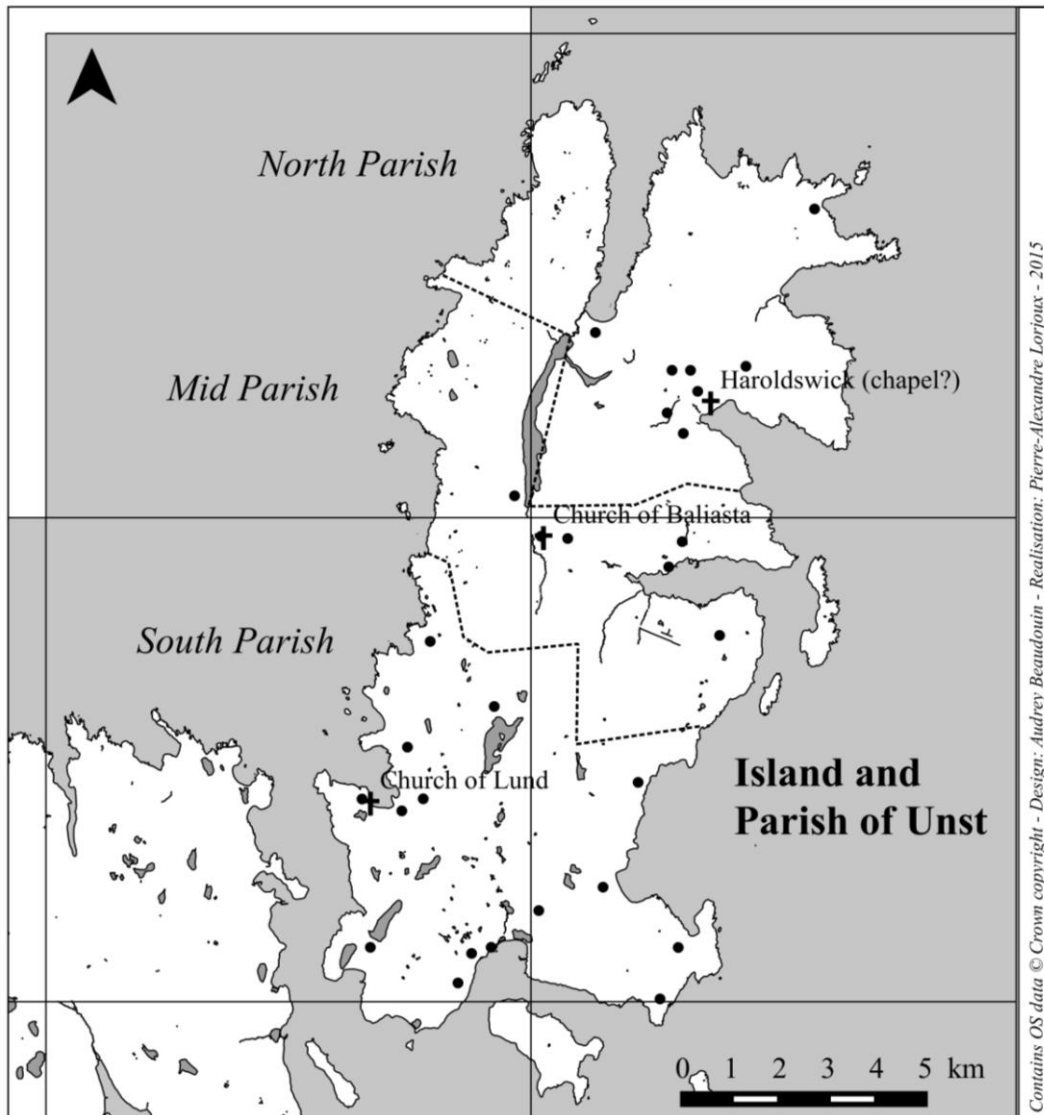 North Parish
Mid Parish
Haroldswick (chapel?)
Church of Baliasta
South Parish
Church of Lund
Island and
Parish of Unst
0 1 2 3 4 5 km
Contains OS data © Crown copyright - Design: Audrey Beaudouin - Realisation: Pierre-Alexandre Lorjoux - 2015